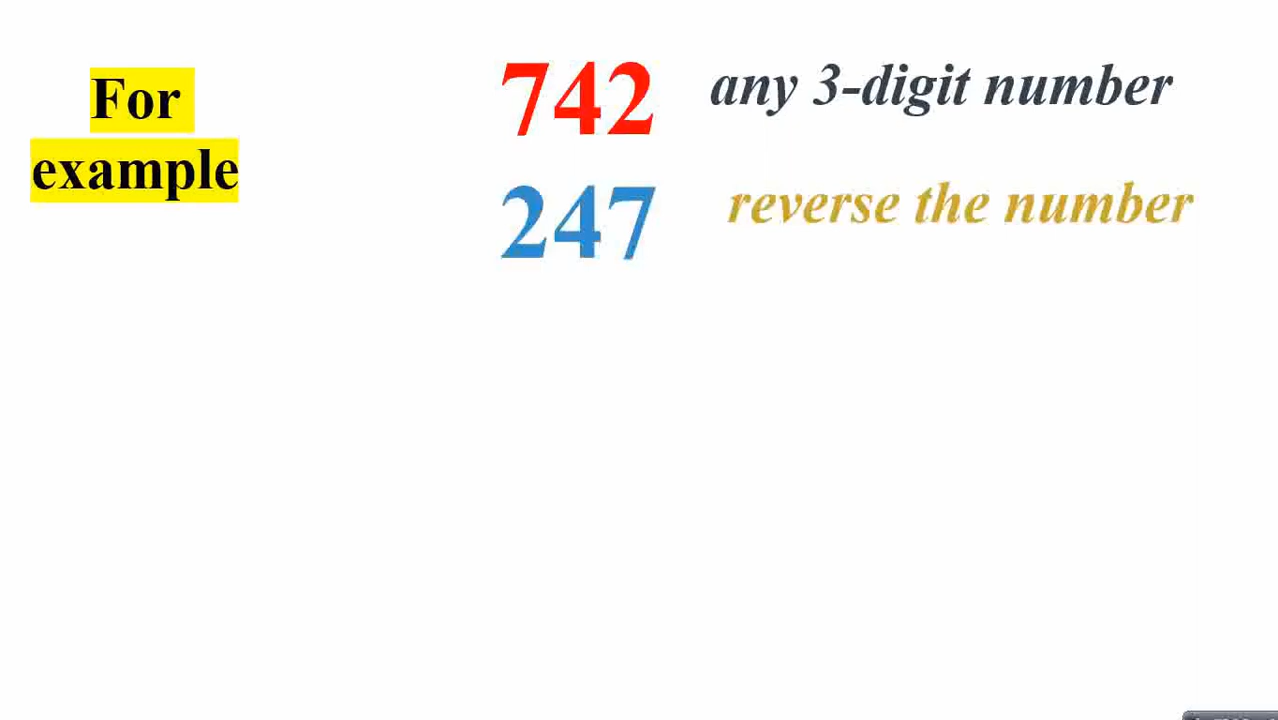 For
example
742 any 3-digit number
247 reverse the number